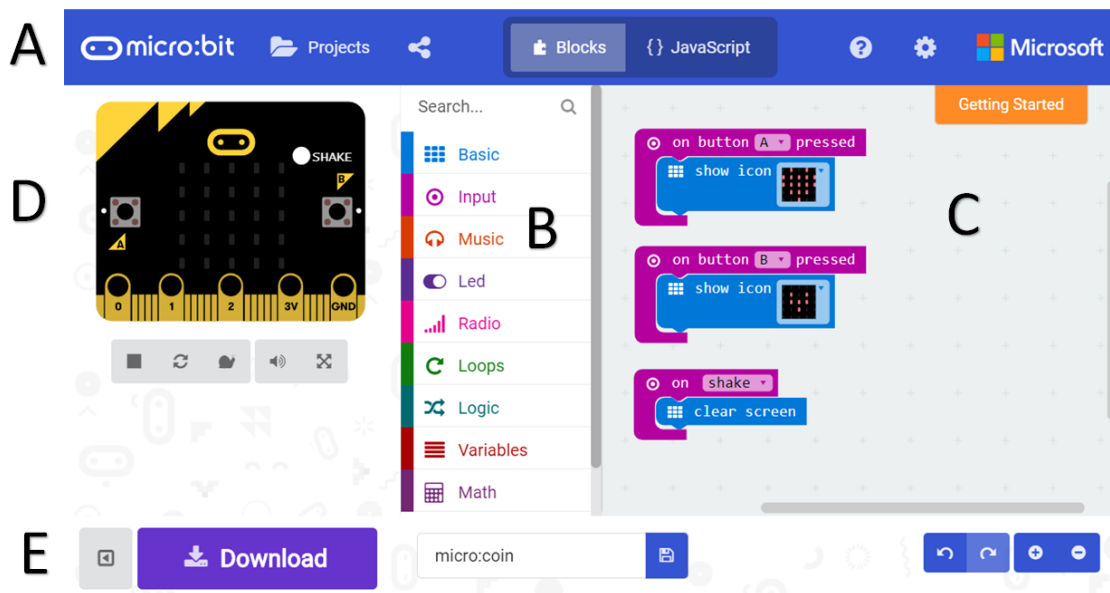 A
micro:bit Projects Blocks {} JavaScript ? Microsoft
Search... Getting Started
SHAKE
B
A
0 1 2 3V GND
D
Basic
Input
Music
Led
Radio
Loops
Logic
Variables
Math
B
on button A pressed
show icon
on button B pressed
show icon
on shake
clear screen
C
E
Download micro:coin